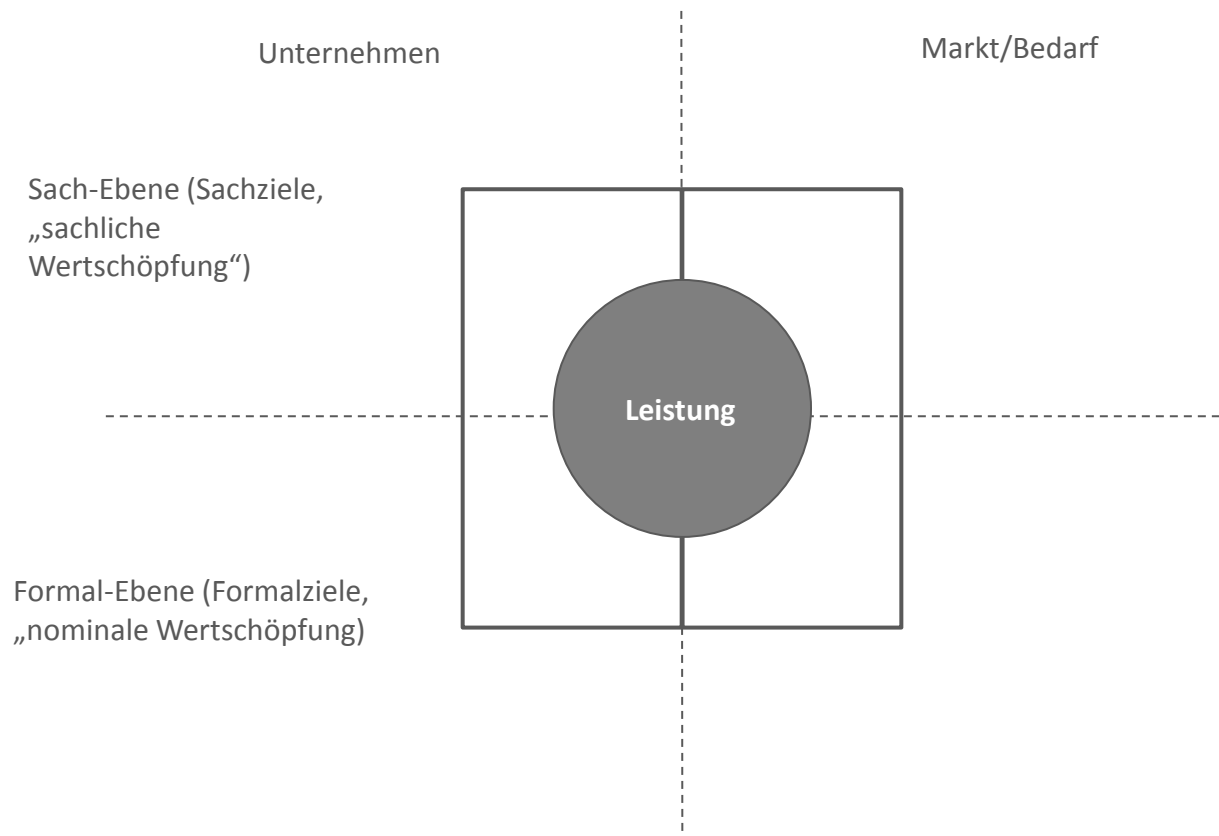 Unternehmen
Markt/Bedarf
Sach-Ebene (Sachziele,
„sachliche
Wertschöpfung“)
Leistung
Formal-Ebene (Formalziele,
„nominale Wertschöpfung)